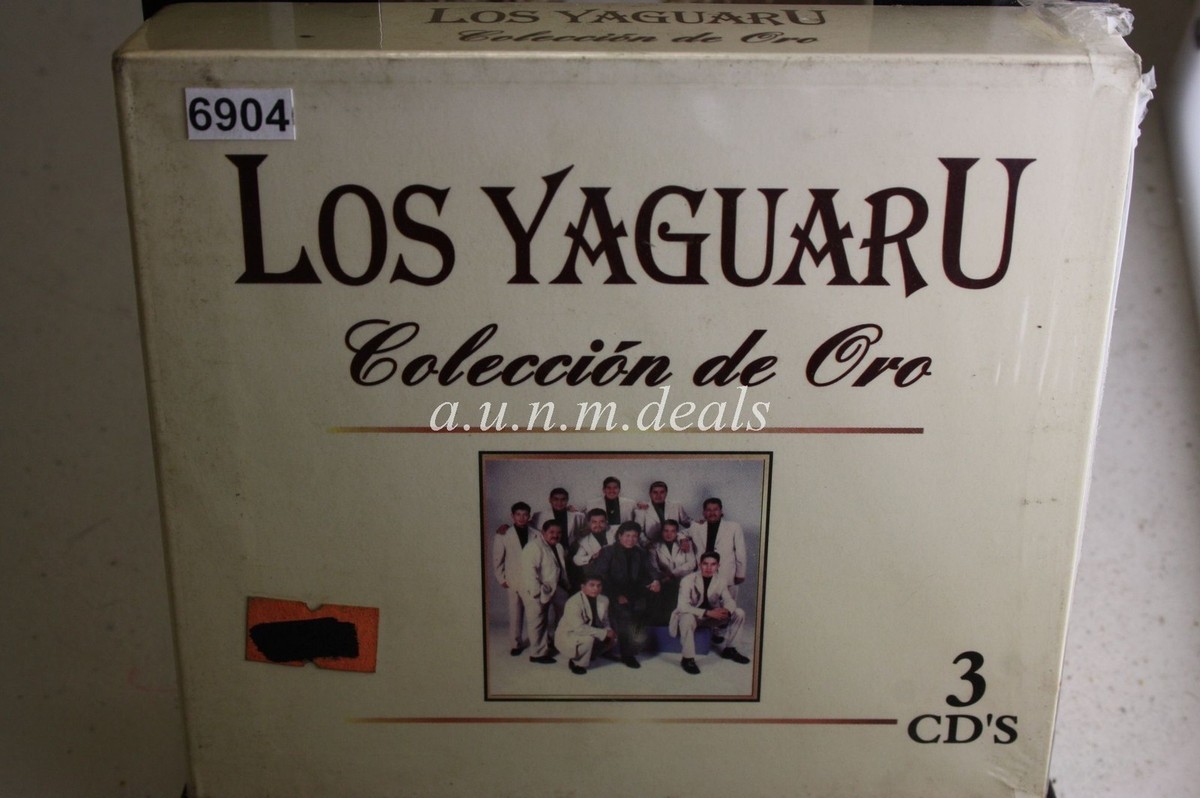 LOS YAGUARU
Colección de Oro
6904
LOS YAGUARU
Colección de Oro
a.u.n.m.deals
3
CD'S